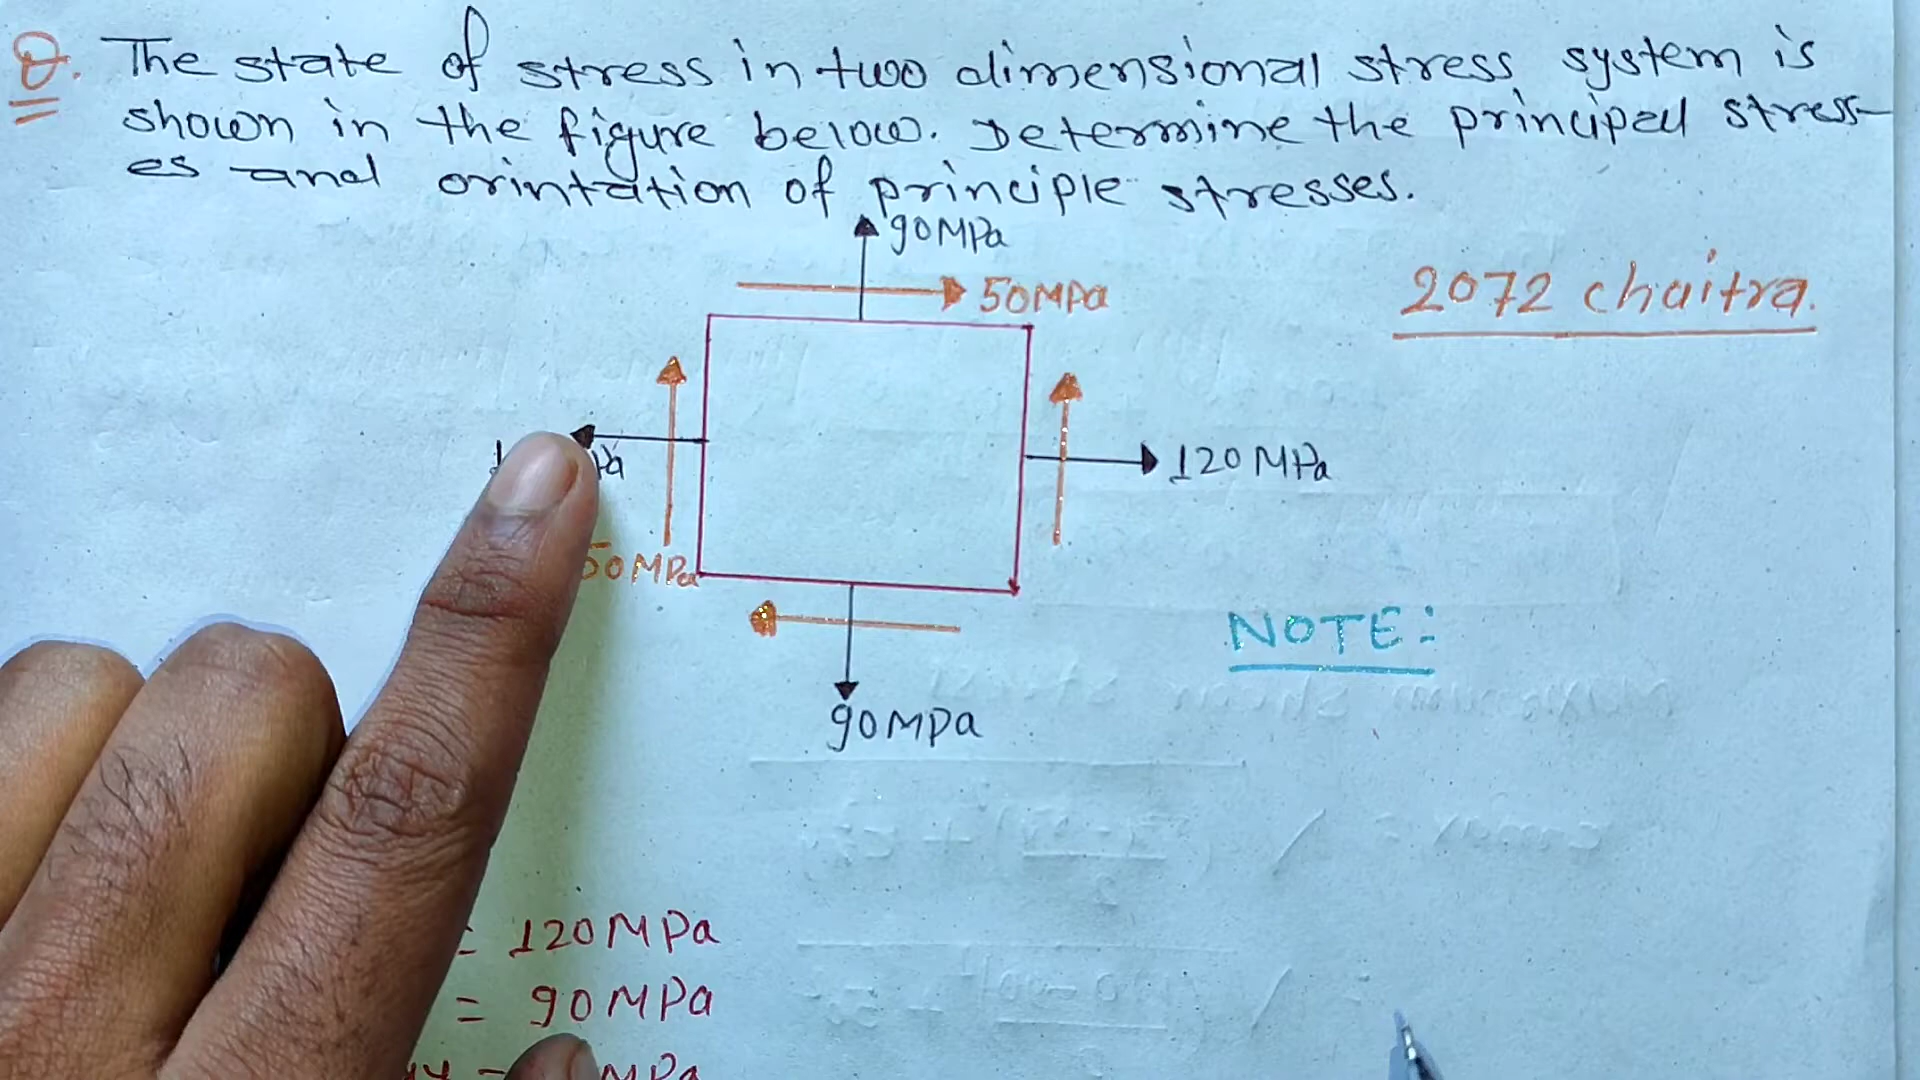 Q. The state of stress in two dimensional stress system is
shown in the figure below. Determine the principal stress-
es and orintation of principle stresses.
90MPa
50MPa
2072 chaitra.
120MPa
50MPa
NOTE:
90MPa
= 120MPa
= 90MPa
MPa